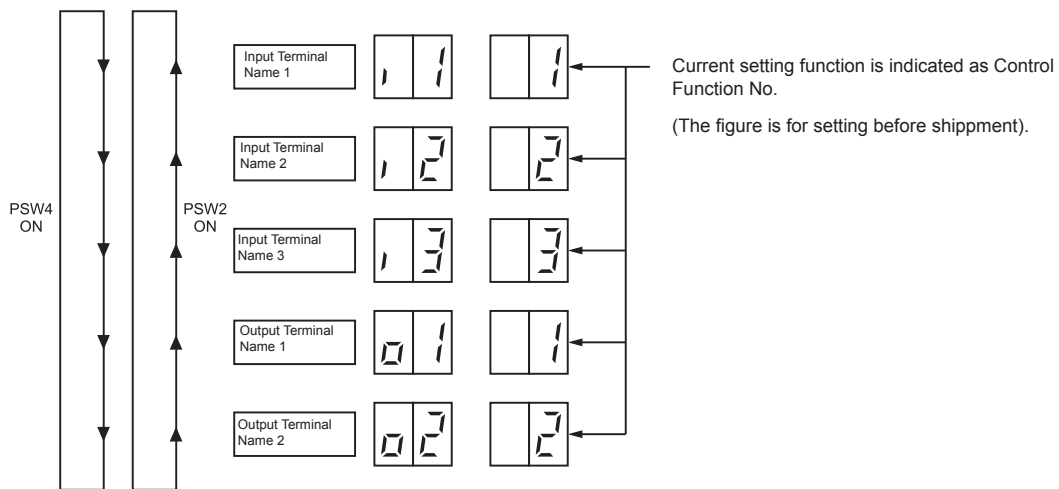 Input Terminal
Name 1
i 1
1
Current setting function is indicated as Control
Function No.
(The figure is for setting before shippment).
Input Terminal
Name 2
i 2
2
PSW4
ON
PSW2
ON
Input Terminal
Name 3
i 3
3
Output Terminal
Name 1
o 1
1
Output Terminal
Name 2
o 2
2